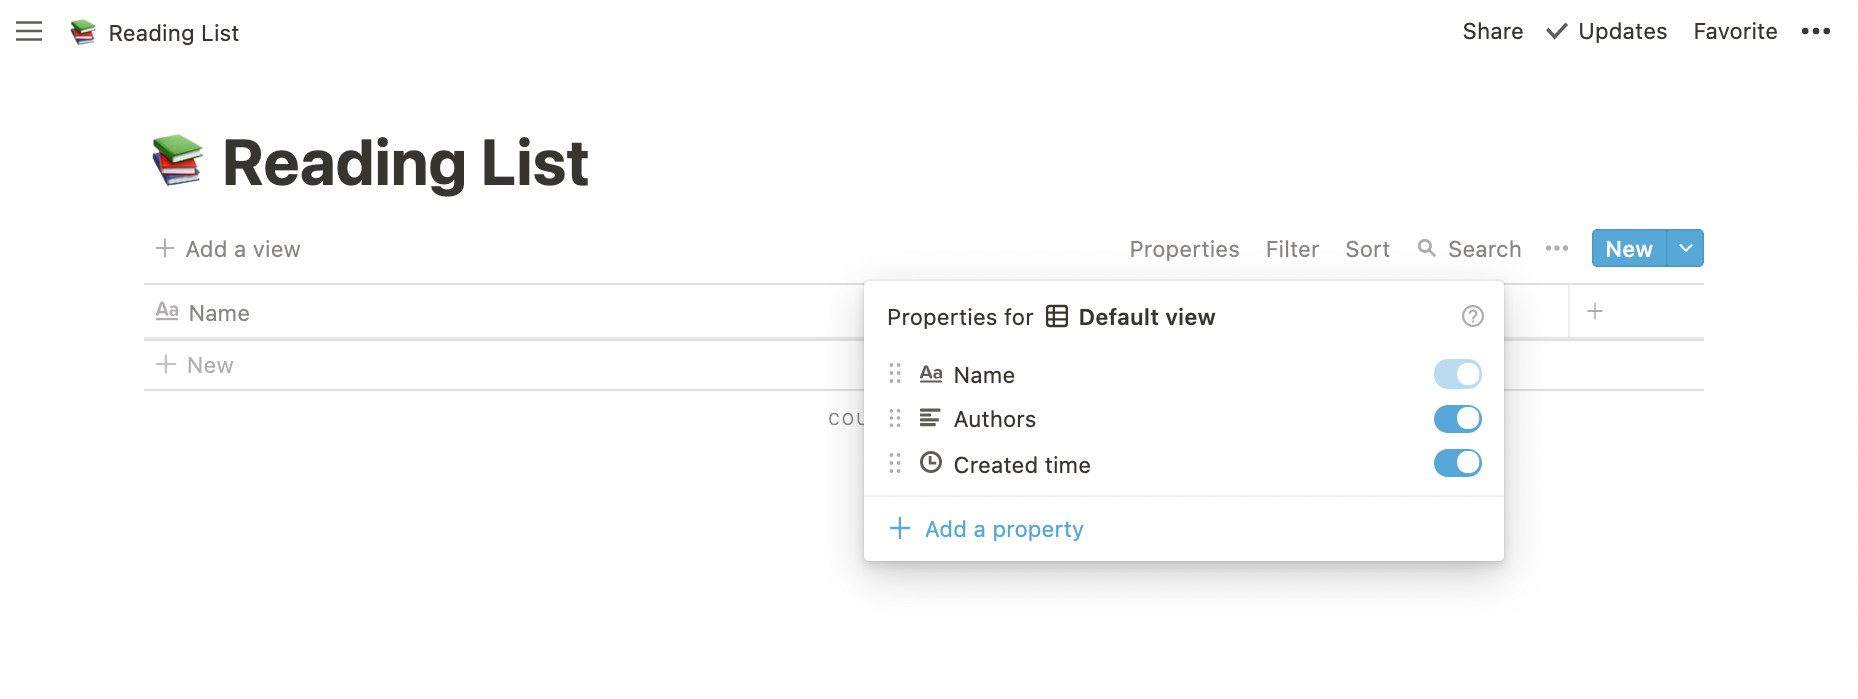 Reading List
Share ✓ Updates Favorite •••
Reading List
+ Add a view
Properties Filter Sort Search ••• New
Aa Name
+
+ New
COU
Properties for Default view ?
Aa Name
Authors
Created time
+ Add a property